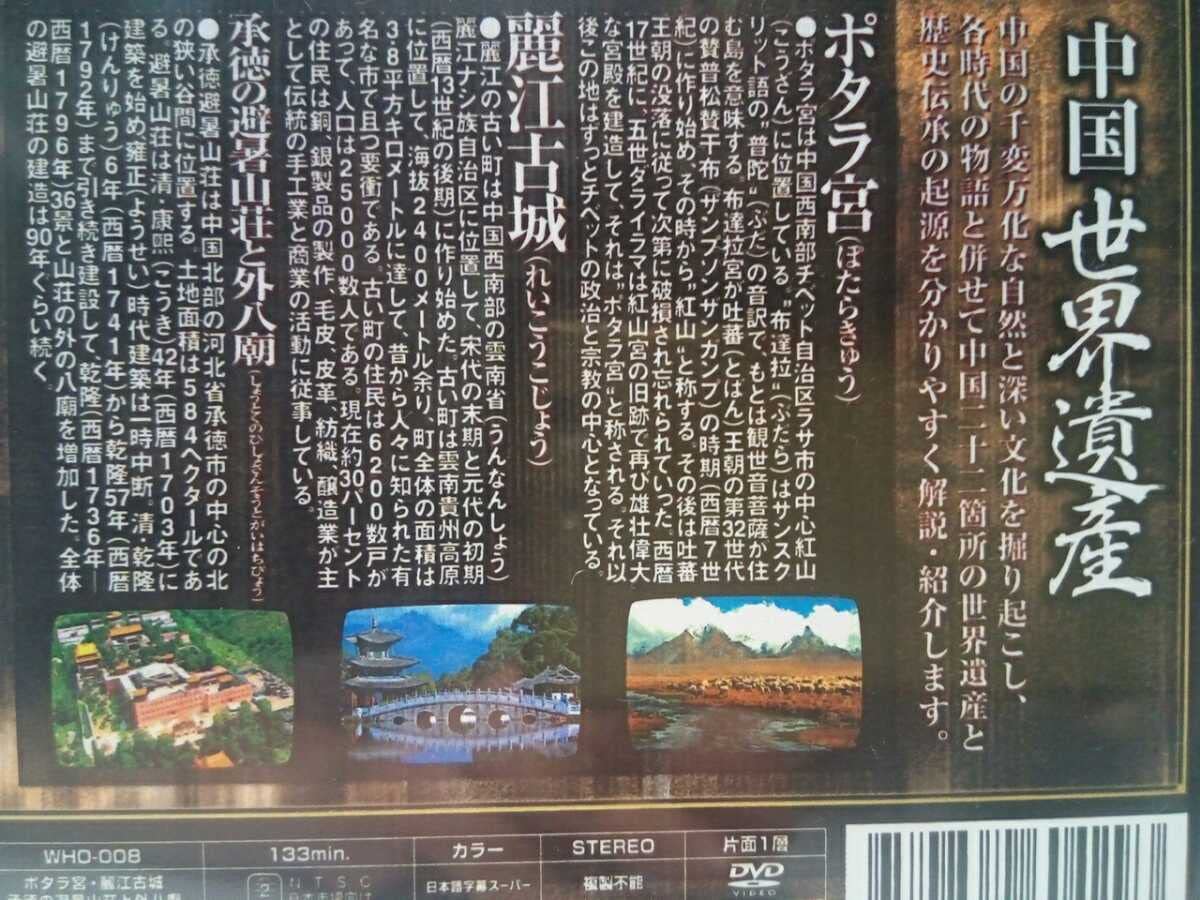 中国世界遺産
中国の千変万化な自然と深い文化を掘り起こし、
各時代の物語と併せて中国二十二箇所の世界遺産と
歴史伝承の起源を分かりやすく解説・紹介します。
ポタラ宮(ぽたらきゅう)
●ポタラ宮は中国西南部チベット自治区ラサ市の中心紅山
(こうさん)に位置している。“布達拉”(ぶたら)はサンスク
リット語の、“普陀”(ぶだ)の音訳で、もとは観世音菩薩が住
む島を意味する。布達拉宮が吐蕃(とはん)王朝の第32世代
の賛普松賛干布(サンプソンサンカンプ)の時期(西暦7世
紀)に作り始め、その時から“紅山”と称する。その後は吐蕃
王朝の没落に従って次第に破損され忘れられていった。西暦
17世紀に、五世ダライラマは紅山宮の旧跡で再び雄壮偉大
な宮殿を建造して、それは“ポタラ宮”と称される。それ以
後この地はずっとチベットの政治と宗教の中心となっている。
麗江古城(れいこうこじょう)
●麗江の古い町は中国西南部の雲南省(うんなんしょう)
麗江ナシ族自治区に位置して、宋代の末期と元代の初期
(西暦13世紀の後期)に作り始めた。古い町は雲南貴州高原
に位置して、海抜2400メートル余り、町全体の面積は
3.8平方キロメートルに達して、昔から人々に知られた有
名な市で且つ要衝である。古い町の住民は6200数戸が
あって、人口は25000数人である。現在約30パーセント
の住民は銅、銀製品の製作、毛皮、皮革、紡織、醸造業が主
として伝統の手工業と商業の活動に従事している。
承徳の避暑山荘と外八廟
●承徳避暑山荘は中国北部の河北省承徳市の中心の北
の狭い谷間に位置する。土地面積は584ヘクタールであ
る。避暑山荘は清・康熙(こうき)42年(西暦1703年)に
建築を始め、雍正(ようせい)時代建築は一時中断。清・乾隆
(けんりゅう)6年(西暦1741年)から乾隆57年(西暦
1792年)まで引き続き建設して、乾隆(西暦1736年―
西暦1796年)36景と山荘の外の八廟を増加した。全体
の避暑山荘の建造は90年ぐらい続く。
WHO-008
133min.
カラー
STEREO
片面1層
ポタラ宮・麗江古城
2
NTSC
日本語字幕スーパー
複製不能
DVD
VIDEO